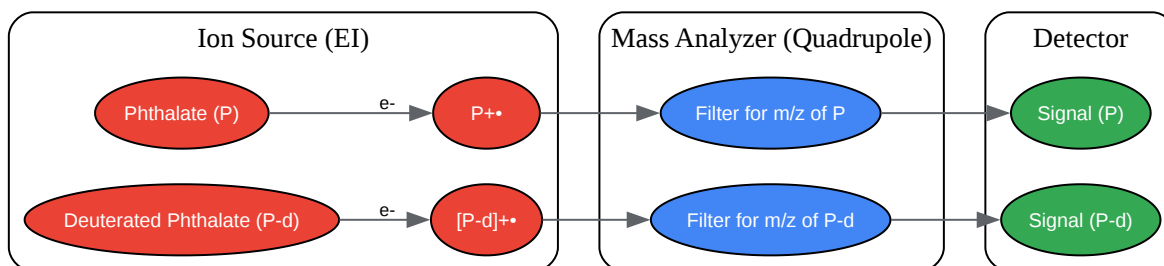 Ion Source (EI)
Mass Analyzer (Quadrupole)
Detector
Phthalate (P)
e-
P+•
Filter for m/z of P
Signal (P)
Deuterated Phthalate (P-d)
e-
[P-d]+•
Filter for m/z of P-d
Signal (P-d)